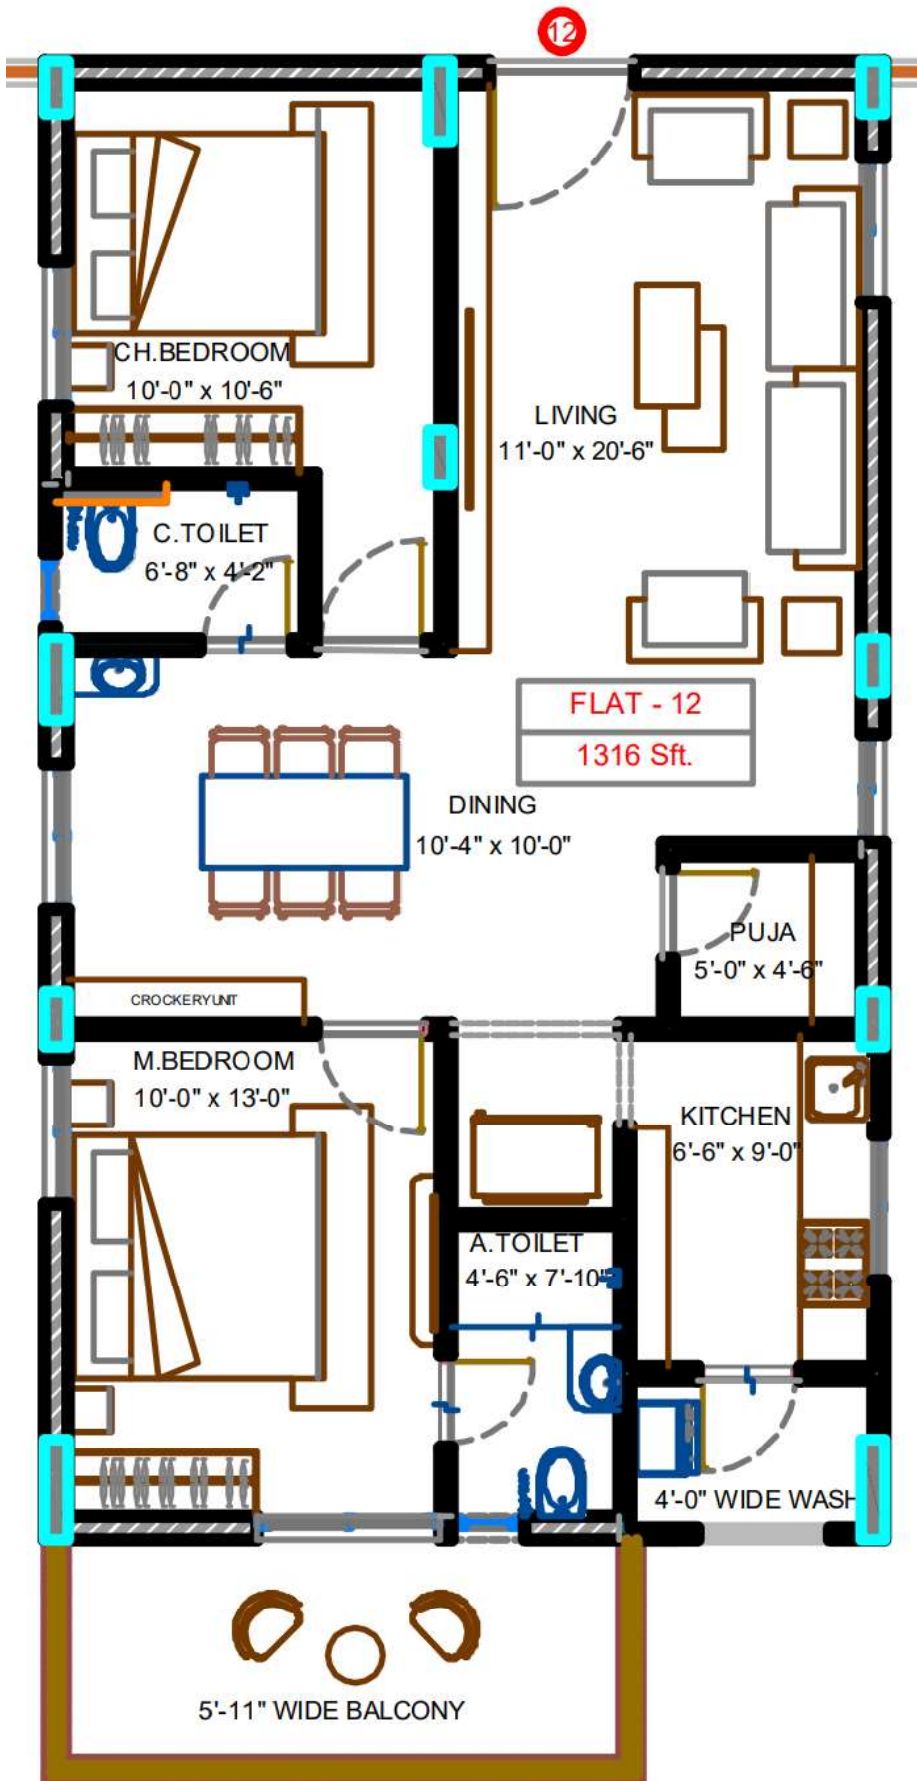 12
CH.BEDROOM
10'-0" x 10'-6"
LIVING
11'-0" x 20'-6"
C.TOILET
6'-8" x 4'-2"
FLAT - 12
1316 Sft.
DINING
10'-4" x 10'-0"
PUJA
5'-0" x 4'-6"
CROCKERYUNIT
M.BEDROOM
10'-0" x 13'-0"
KITCHEN
6'-6" x 9'-0"
A.TOILET
4'-6" x 7'-10"
4'-0" WIDE WASH
5'-11" WIDE BALCONY